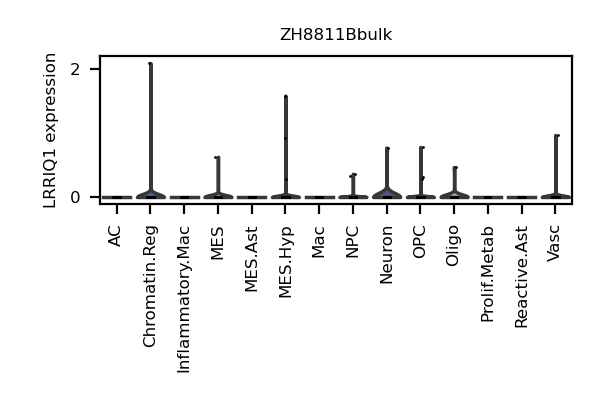 ZH8811Bbulk
LRRIQ1 expression
2
0
AC
Chromatin.Reg
Inflammatory.Mac
MES
MES.Ast
MES.Hyp
Mac
NPC
Neuron
OPC
Oligo
Prolif.Metab
Reactive.Ast
Vasc